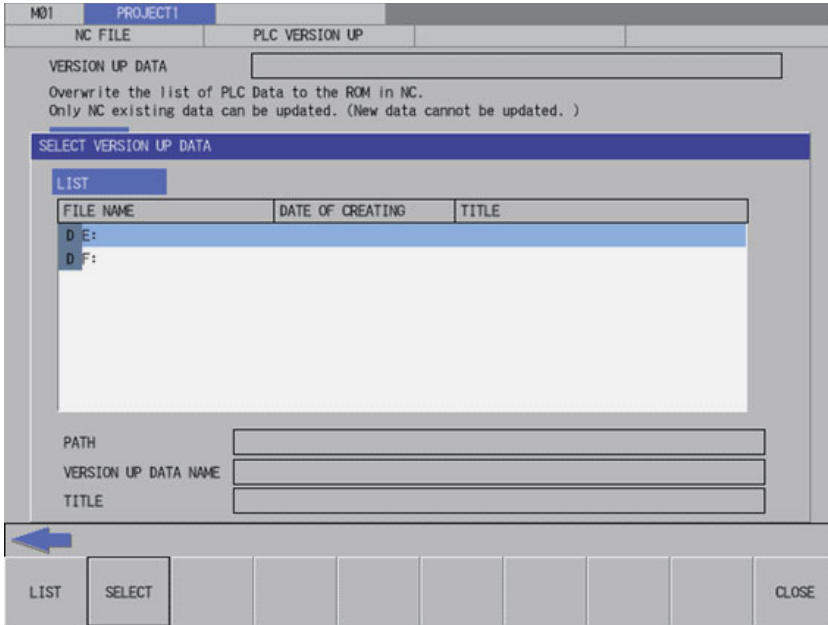 M01 PROJECT1
NC FILE PLC VERSION UP
VERSION UP DATA
Overwrite the list of PLC Data to the ROM in NC.
Only NC existing data can be updated. (New data cannot be updated. )
SELECT VERSION UP DATA
LIST
FILE NAME DATE OF CREATING TITLE
D E:
D F:
PATH
VERSION UP DATA NAME
TITLE
LIST SELECT CLOSE